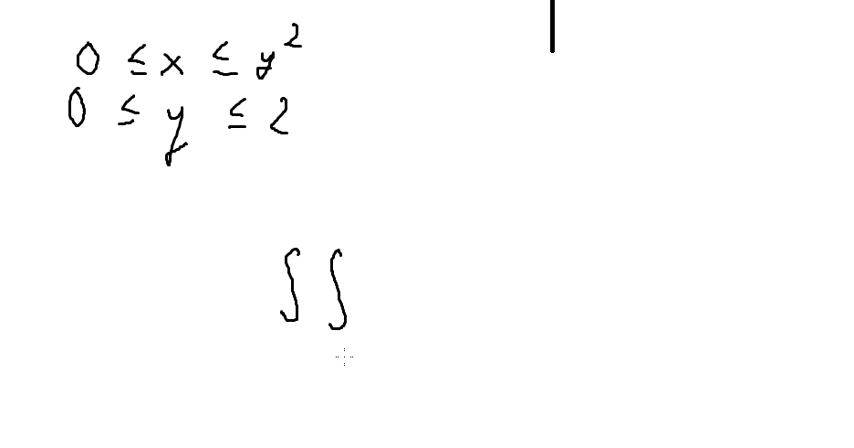 0 ≤ x ≤ y²
0 ≤ y ≤ 2
∫ ∫